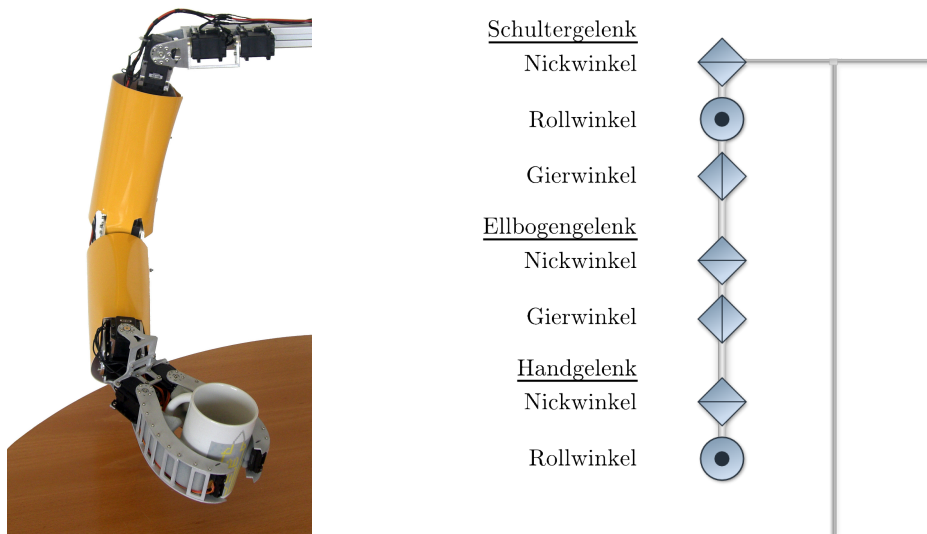 Schultergelenk
Nickwinkel
Rollwinkel
Gierwinkel
Ellbogengelenk
Nickwinkel
Gierwinkel
Handgelenk
Nickwinkel
Rollwinkel